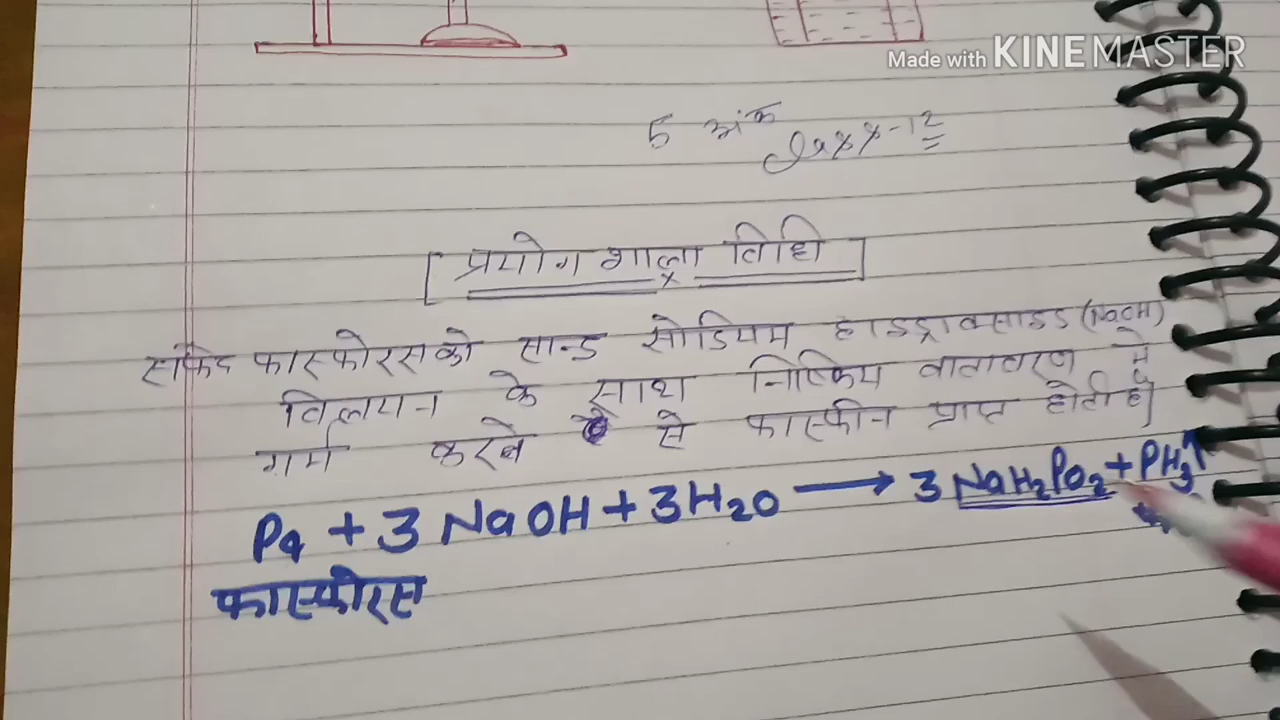 Made with KINEMASTER
5 अंक
[प्रयोगशाला विधि]
सफेद फास्फोरस को सान्ड सोडियम हाइड्राक्साइड (NaOH)
विलयन के साथ निष्क्रिय वातावरण में
गर्म करने से फास्फीन प्राप्त होती है।
P4 + 3 NaOH + 3H2O ⟶ 3 NaH2PO2 + PH3↑
फास्फोरस